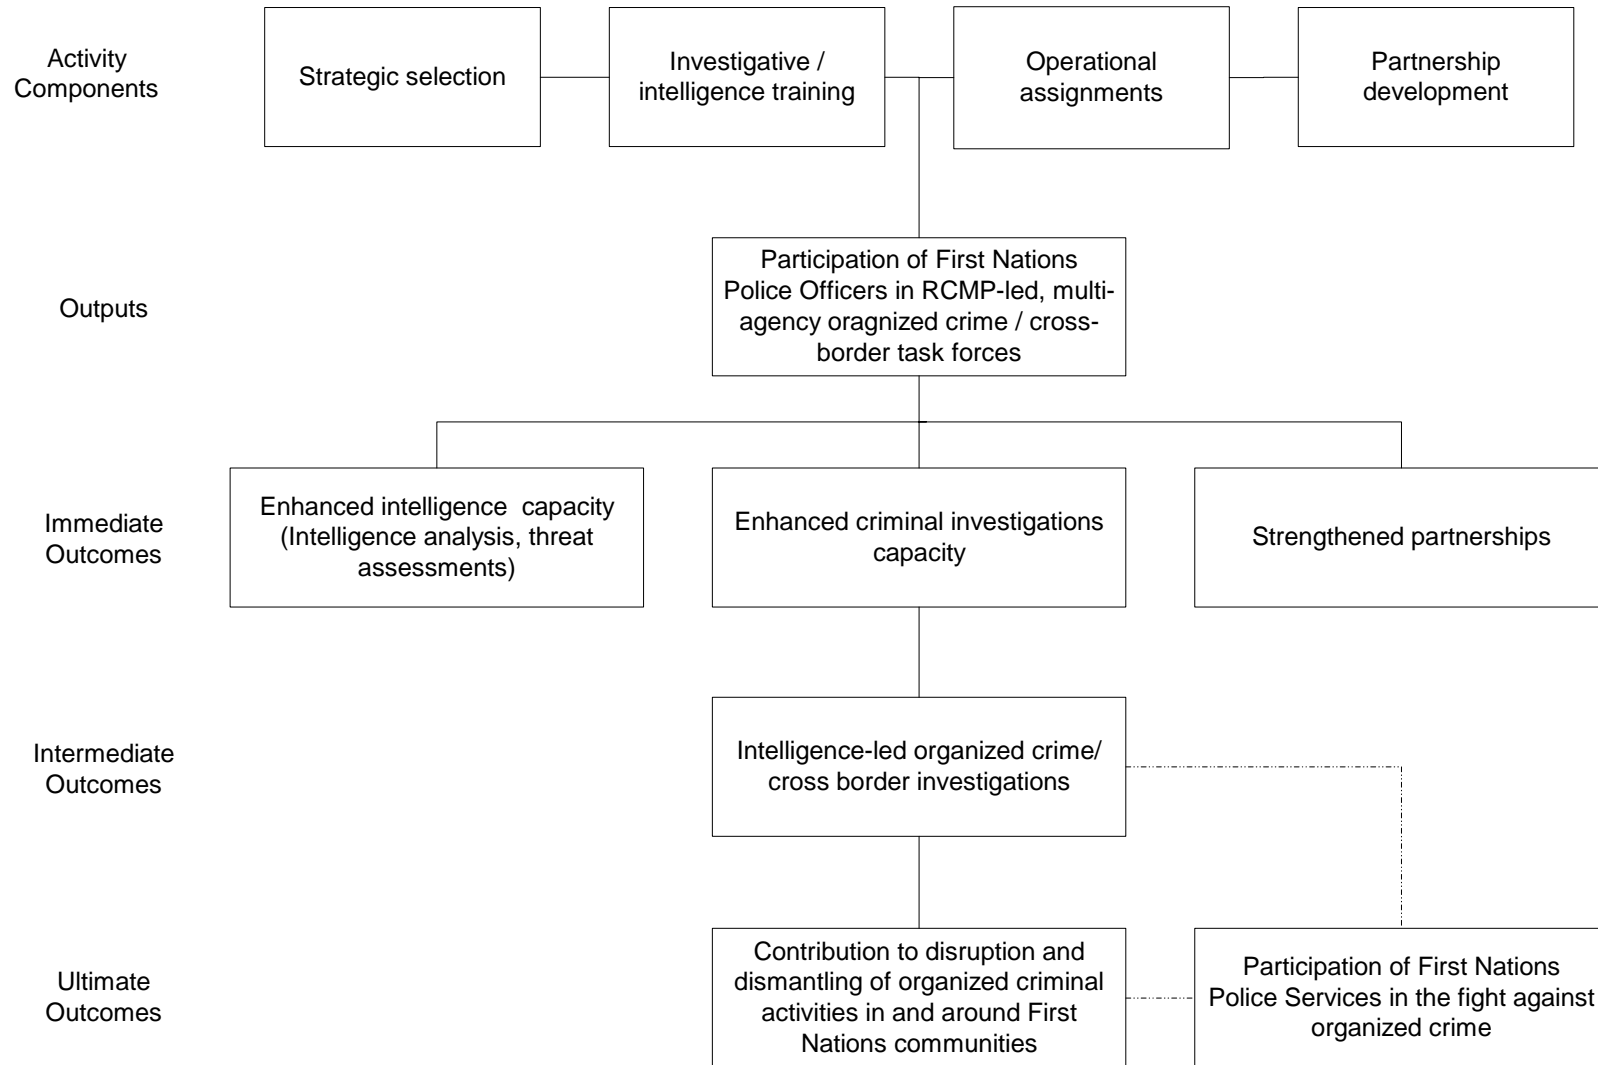 Activity
Components
Strategic selection
Investigative /
intelligence training
Operational
assignments
Partnership
development
Outputs
Participation of First Nations
Police Officers in RCMP-led, multi-
agency oragnized crime / cross-
border task forces
Immediate
Outcomes
Enhanced intelligence  capacity
(Intelligence analysis, threat
assessments)
Enhanced criminal investigations
capacity
Strengthened partnerships
Intermediate
Outcomes
Intelligence-led organized crime/
cross border investigations
Ultimate
Outcomes
Contribution to disruption and
dismantling of organized criminal
activities in and around First
Nations communities
Participation of First Nations
Police Services in the fight against
organized crime